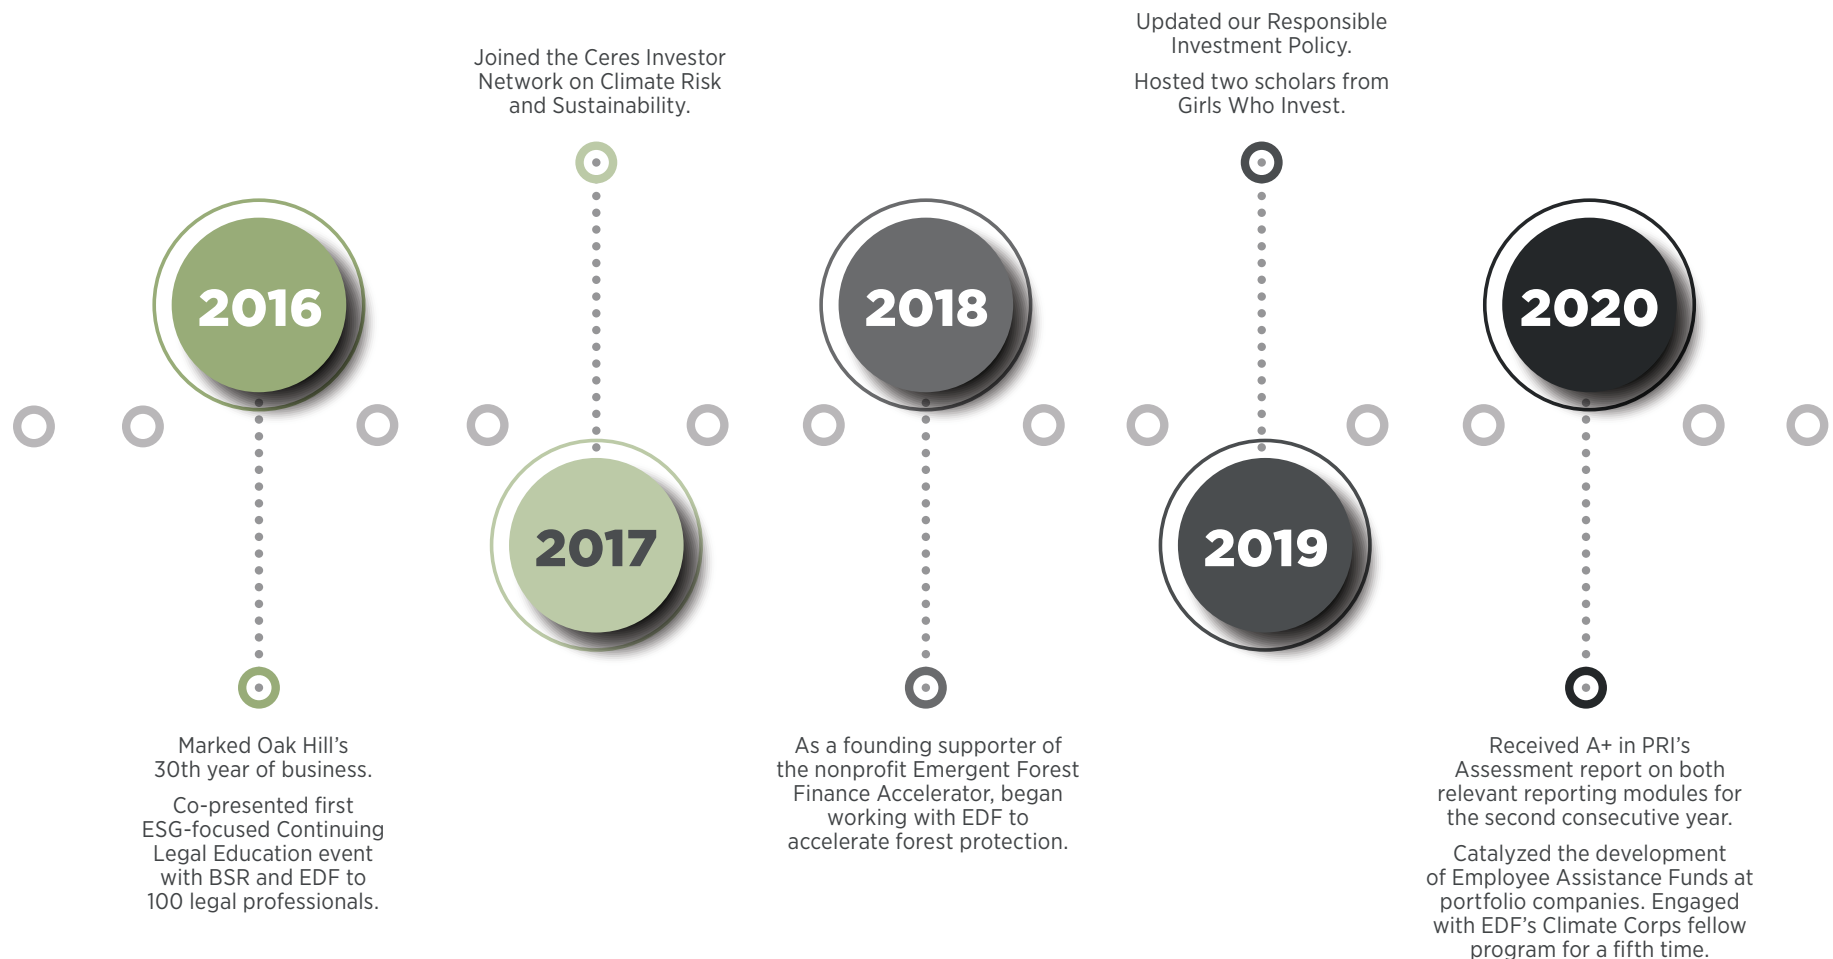 2016
Marked Oak Hill’s
30th year of business.
Co-presented first
ESG-focused Continuing
Legal Education event
with BSR and EDF to
100 legal professionals.
Joined the Ceres Investor
Network on Climate Risk
and Sustainability.
2017
2018
As a founding supporter of
the nonprofit Emergent Forest
Finance Accelerator, began
working with EDF to
accelerate forest protection.
Updated our Responsible
Investment Policy.
Hosted two scholars from
Girls Who Invest.
2019
2020
Received A+ in PRI’s
Assessment report on both
relevant reporting modules for
the second consecutive year.
Catalyzed the development
of Employee Assistance Funds at
portfolio companies. Engaged
with EDF’s Climate Corps fellow
program for a fifth time.